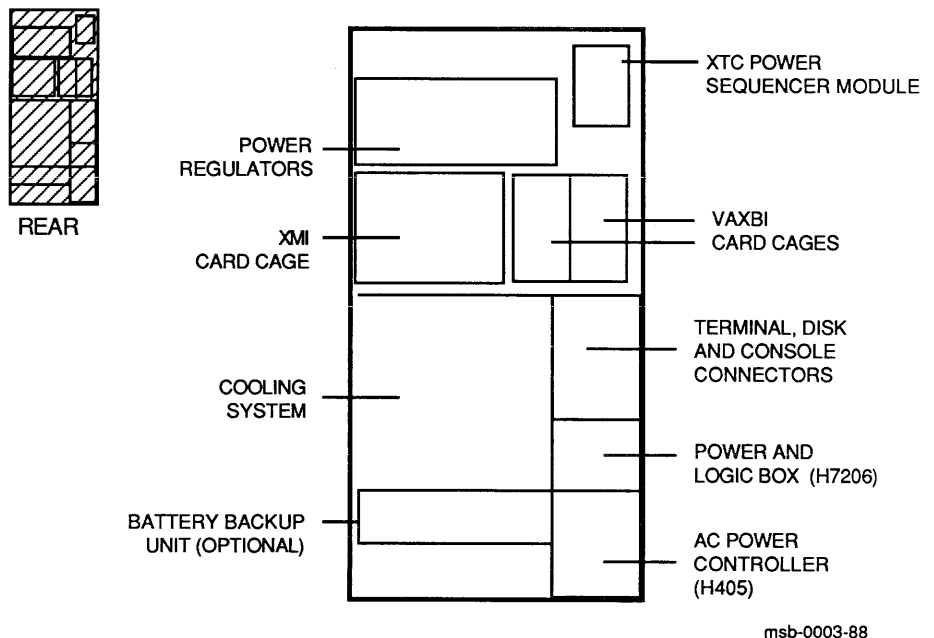 REAR
POWER
REGULATORS
XMI
CARD CAGE
COOLING
SYSTEM
BATTERY BACKUP
UNIT (OPTIONAL)
XTC POWER
SEQUENCER MODULE
VAXBI
CARD CAGES
TERMINAL, DISK
AND CONSOLE
CONNECTORS
POWER AND
LOGIC BOX (H7206)
AC POWER
CONTROLLER
(H405)
msb-0003-88